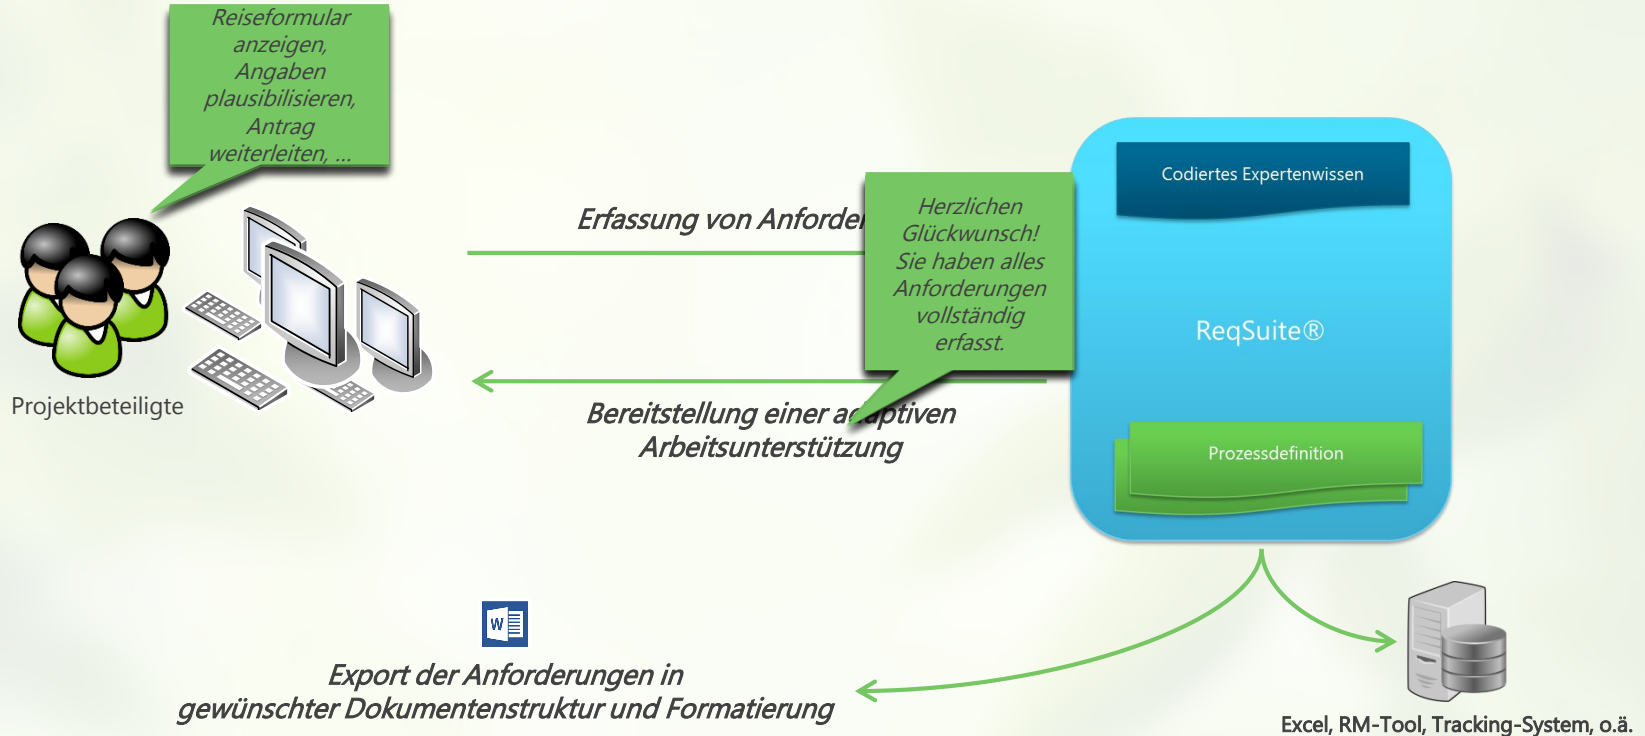 Reiseformular
anzeigen,
Angaben
plausibilisieren,
Antrag
weiterleiten, ...
Projektbeteiligte
Erfassung von Anforder
Herzlichen
Glückwunsch!
Sie haben alles
Anforderungen
vollständig
erfasst.
Bereitstellung einer adaptiven
Arbeitsunterstützung
Codiertes Expertenwissen
ReqSuite®
Prozessdefinition
W
Export der Anforderungen in
gewünschter Dokumentenstruktur und Formatierung
Excel, RM-Tool, Tracking-System, o.ä.